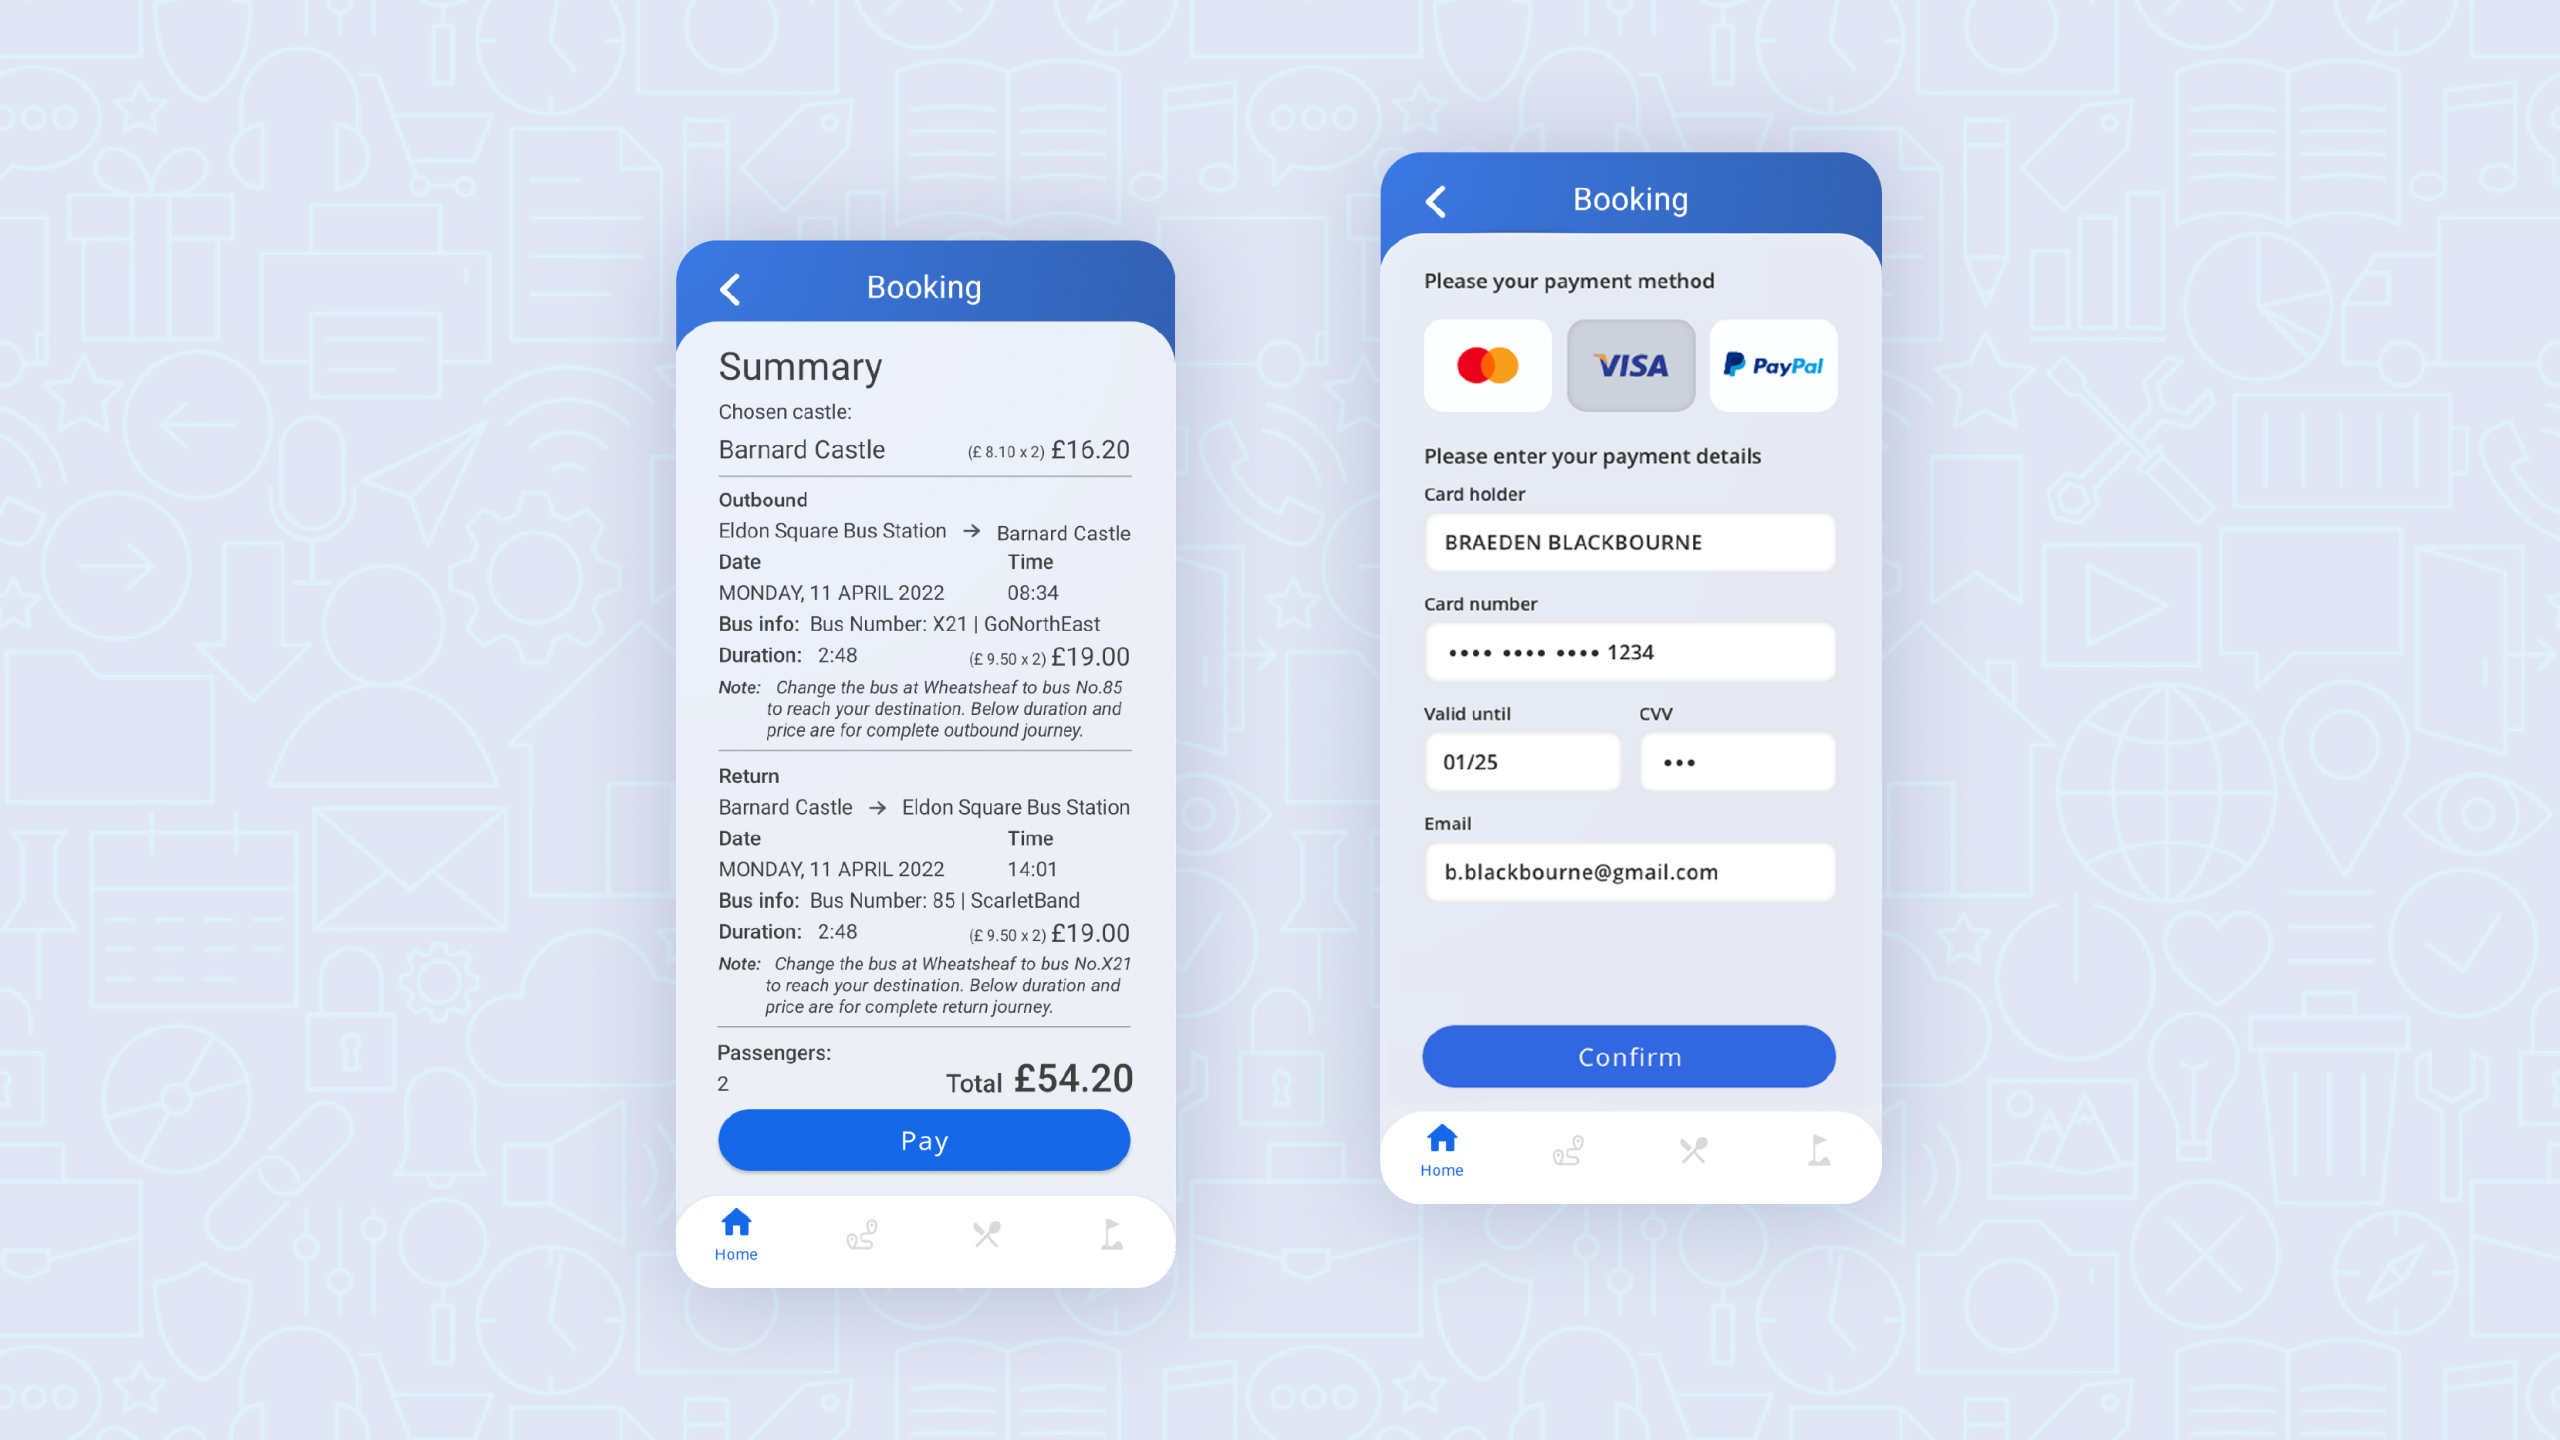 Booking
Summary
Chosen castle:
Barnard Castle (£ 8.10 x 2) £16.20
Outbound
Eldon Square Bus Station → Barnard Castle
Date Time
MONDAY, 11 APRIL 2022 08:34
Bus info: Bus Number: X21 | GoNorthEast
Duration: 2:48 (£ 9.50 x 2) £19.00
Note: Change the bus at Wheatsheaf to bus No.85
to reach your destination. Below duration and
price are for complete outbound journey.
Return
Barnard Castle → Eldon Square Bus Station
Date Time
MONDAY, 11 APRIL 2022 14:01
Bus info: Bus Number: 85 | ScarletBand
Duration: 2:48 (£ 9.50 x 2) £19.00
Note: Change the bus at Wheatsheaf to bus No.X21
to reach your destination. Below duration and
price are for complete return journey.
Passengers:
2 Total £54.20
Pay
Home
Booking
Please your payment method
VISA PayPal
Please enter your payment details
Card holder
BRAEDEN BLACKBOURNE
Card number
•••• •••• •••• 1234
Valid until CVV
01/25 •••
Email
b.blackbourne@gmail.com
Confirm
Home